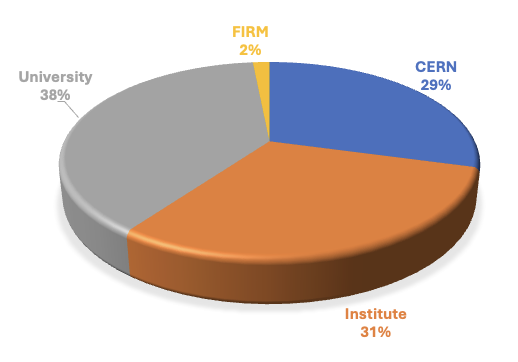 FIRM
2%
CERN
29%
University
38%
Institute
31%